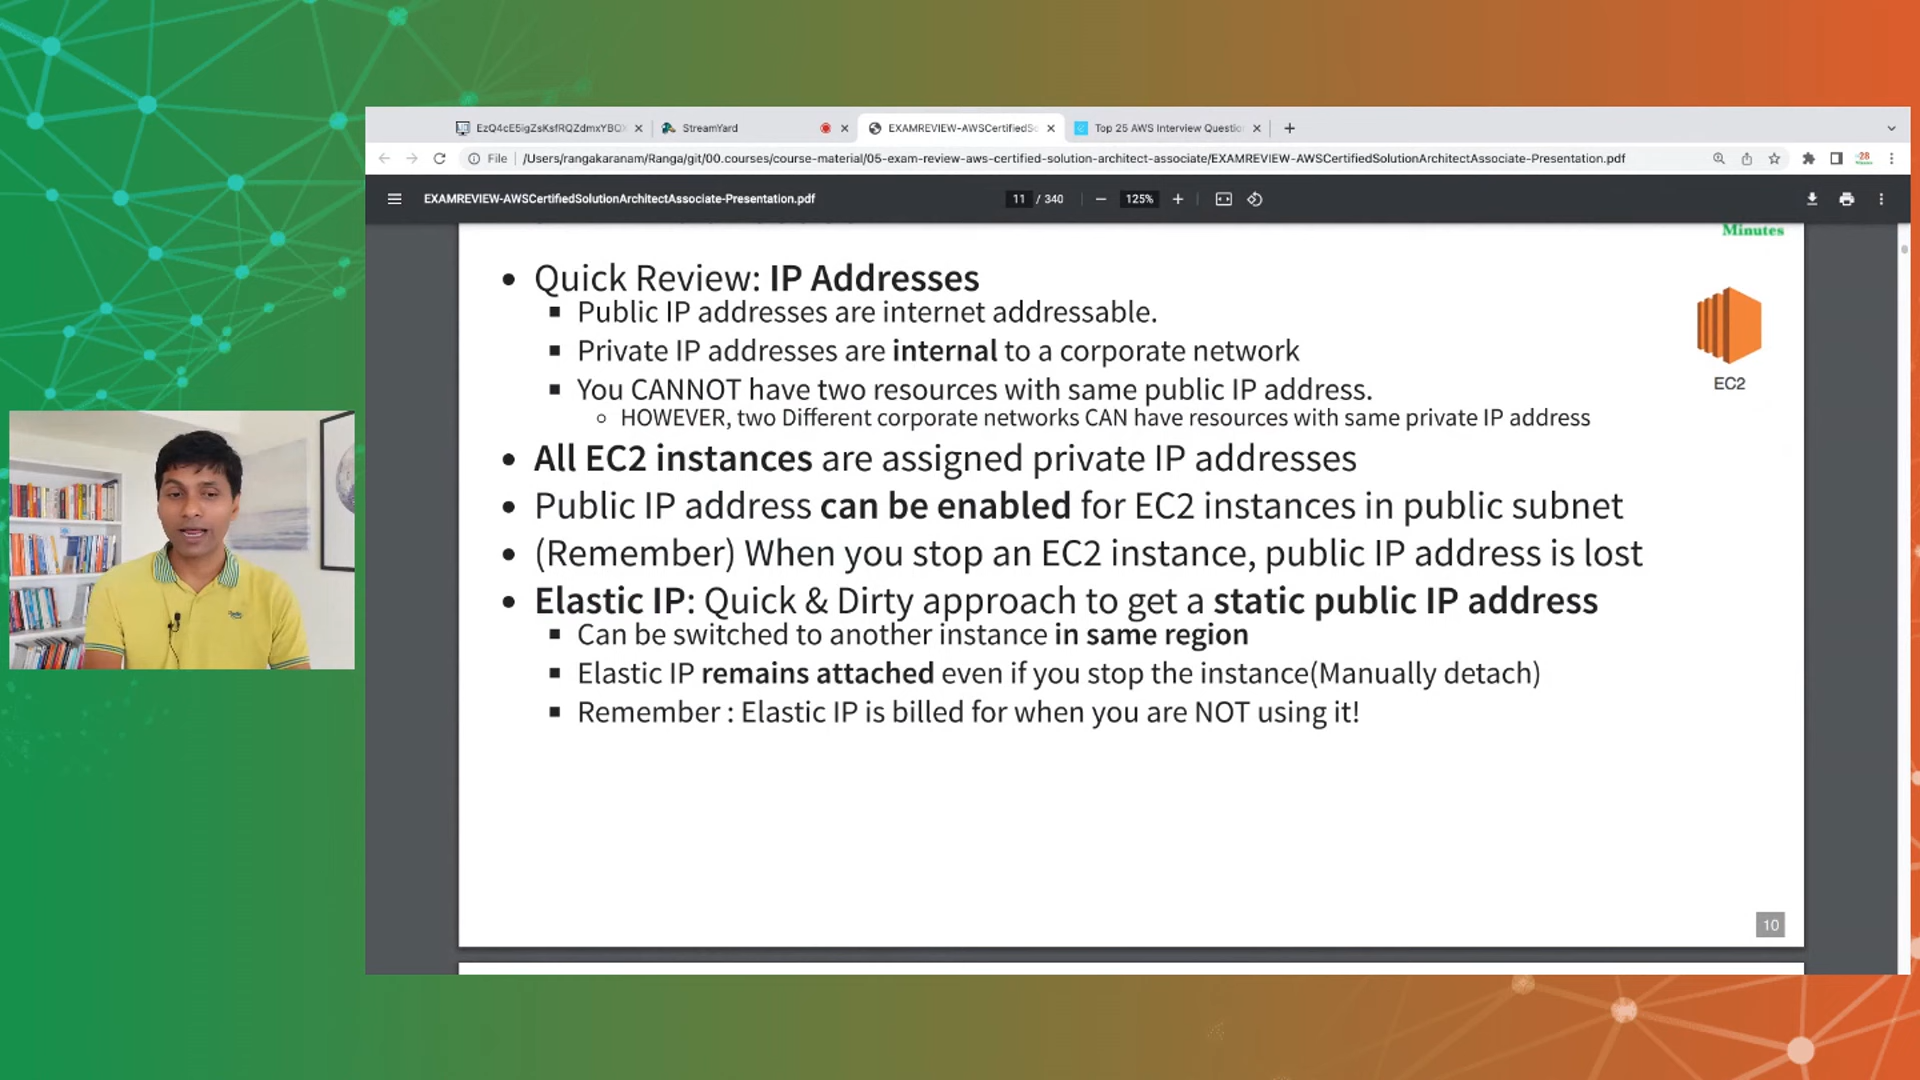 EzQ4cE5igZsKsfRQZdmxYBQX
StreamYard
EXAMREVIEW-AWSCertifiedSo
Top 25 AWS Interview Question
File
/Users/rangakaranam/Ranga/git/00.courses/course-material/05-exam-review-aws-certified-solution-architect-associate/EXAMREVIEW-AWSCertifiedSolutionArchitectAssociate-Presentation.pdf
EXAMREVIEW-AWSCertifiedSolutionArchitectAssociate-Presentation.pdf
11 / 340
125%
Minutes
• Quick Review: IP Addresses
▪ Public IP addresses are internet addressable.
▪ Private IP addresses are internal to a corporate network
▪ You CANNOT have two resources with same public IP address.
○ HOWEVER, two Different corporate networks CAN have resources with same private IP address
EC2
• All EC2 instances are assigned private IP addresses
• Public IP address can be enabled for EC2 instances in public subnet
• (Remember) When you stop an EC2 instance, public IP address is lost
• Elastic IP: Quick & Dirty approach to get a static public IP address
▪ Can be switched to another instance in same region
▪ Elastic IP remains attached even if you stop the instance(Manually detach)
▪ Remember : Elastic IP is billed for when you are NOT using it!
10